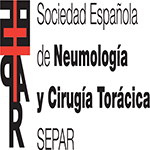 Sociedad Española
de Neumología
y Cirugía Torácica
SEPAR